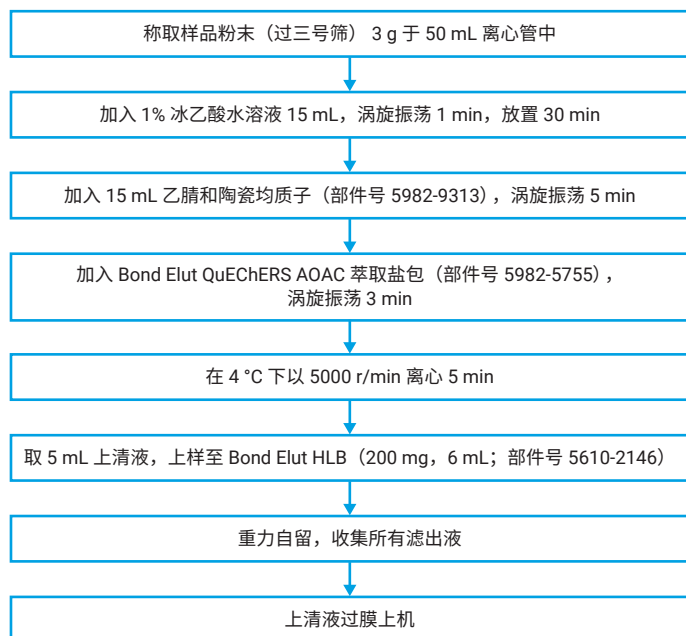 称取样品粉末（过三号筛） 3 g 于 50 mL 离心管中
加入 1% 冰乙酸水溶液 15 mL，涡旋振荡 1 min，放置 30 min
加入 15 mL 乙腈和陶瓷均质子（部件号 5982-9313），涡旋振荡 5 min
加入 Bond Elut QuEChERS AOAC 萃取盐包（部件号 5982-5755），
涡旋振荡 3 min
在 4 °C 下以 5000 r/min 离心 5 min
取 5 mL 上清液，上样至 Bond Elut HLB（200 mg，6 mL；部件号 5610-2146）
重力自留，收集所有滤出液
上清液过膜上机